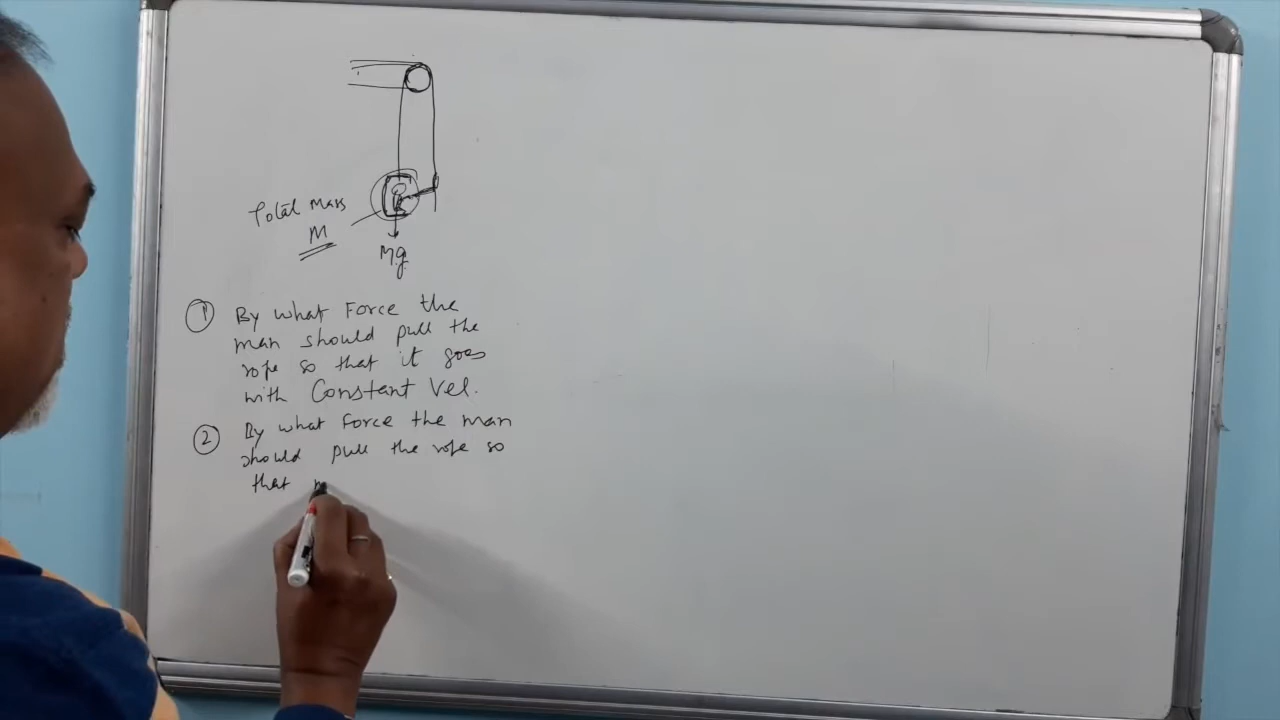 Total Mass
M
Mg
① By what Force the
man should pull the
rope so that it goes
with Constant Vel.
② By what Force the man
should pull the rope so
that